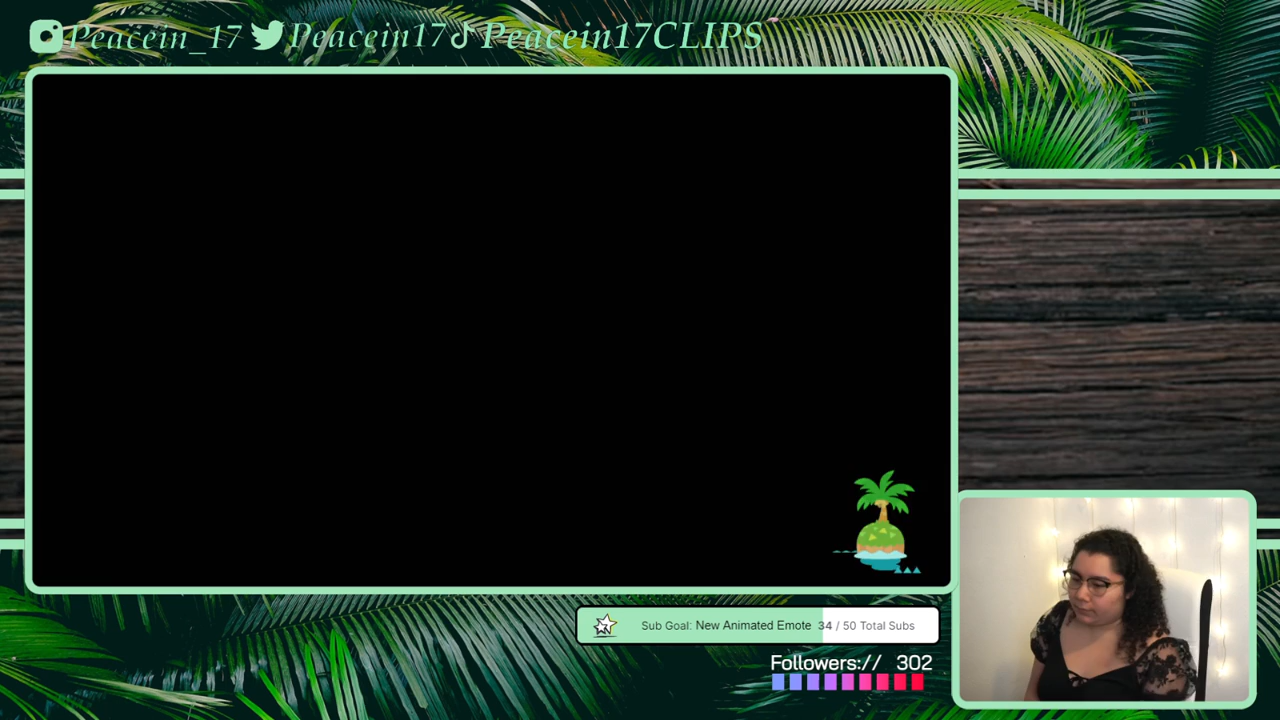 Peacein_17 Peacein17 Peacein17CLIPS
Sub Goal: New Animated Emote 34 / 50 Total Subs
Followers:// 302